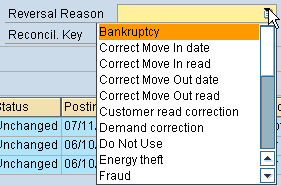 Reversal Reason
Reconcil. Key
Bankruptcy
Correct Move In date
Correct Move In read
Correct Move Out date
Correct Move Out read
Customer read correction
Demand correction
Do Not Use
Energy theft
Fraud
Status Postin
Unchanged 07/11.
Unchanged 06/10.
Unchanged 06/10.